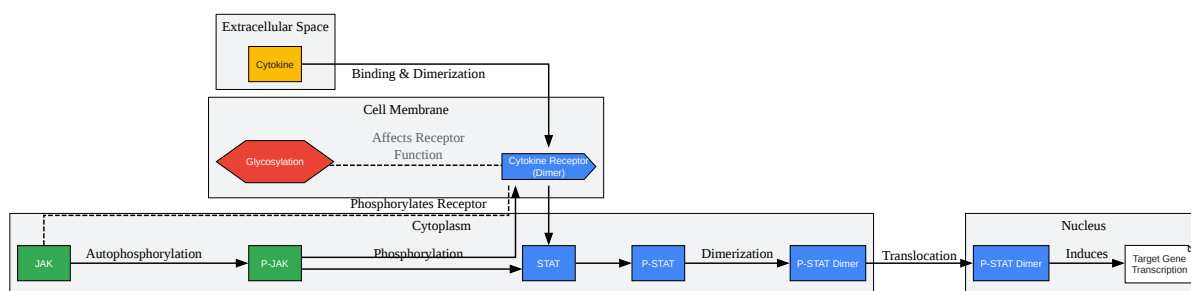 Extracellular Space
Cytokine
Binding & Dimerization
Cell Membrane
Affects Receptor
Function
Glycosylation
Cytokine Receptor
(Dimer)
Phosphorylates Receptor
Cytoplasm
Nucleus
JAK
Autophosphorylation
P-JAK
Phosphorylation
STAT
P-STAT
Dimerization
P-STAT Dimer
Translocation
P-STAT Dimer
Induces
Target Gene
Transcription